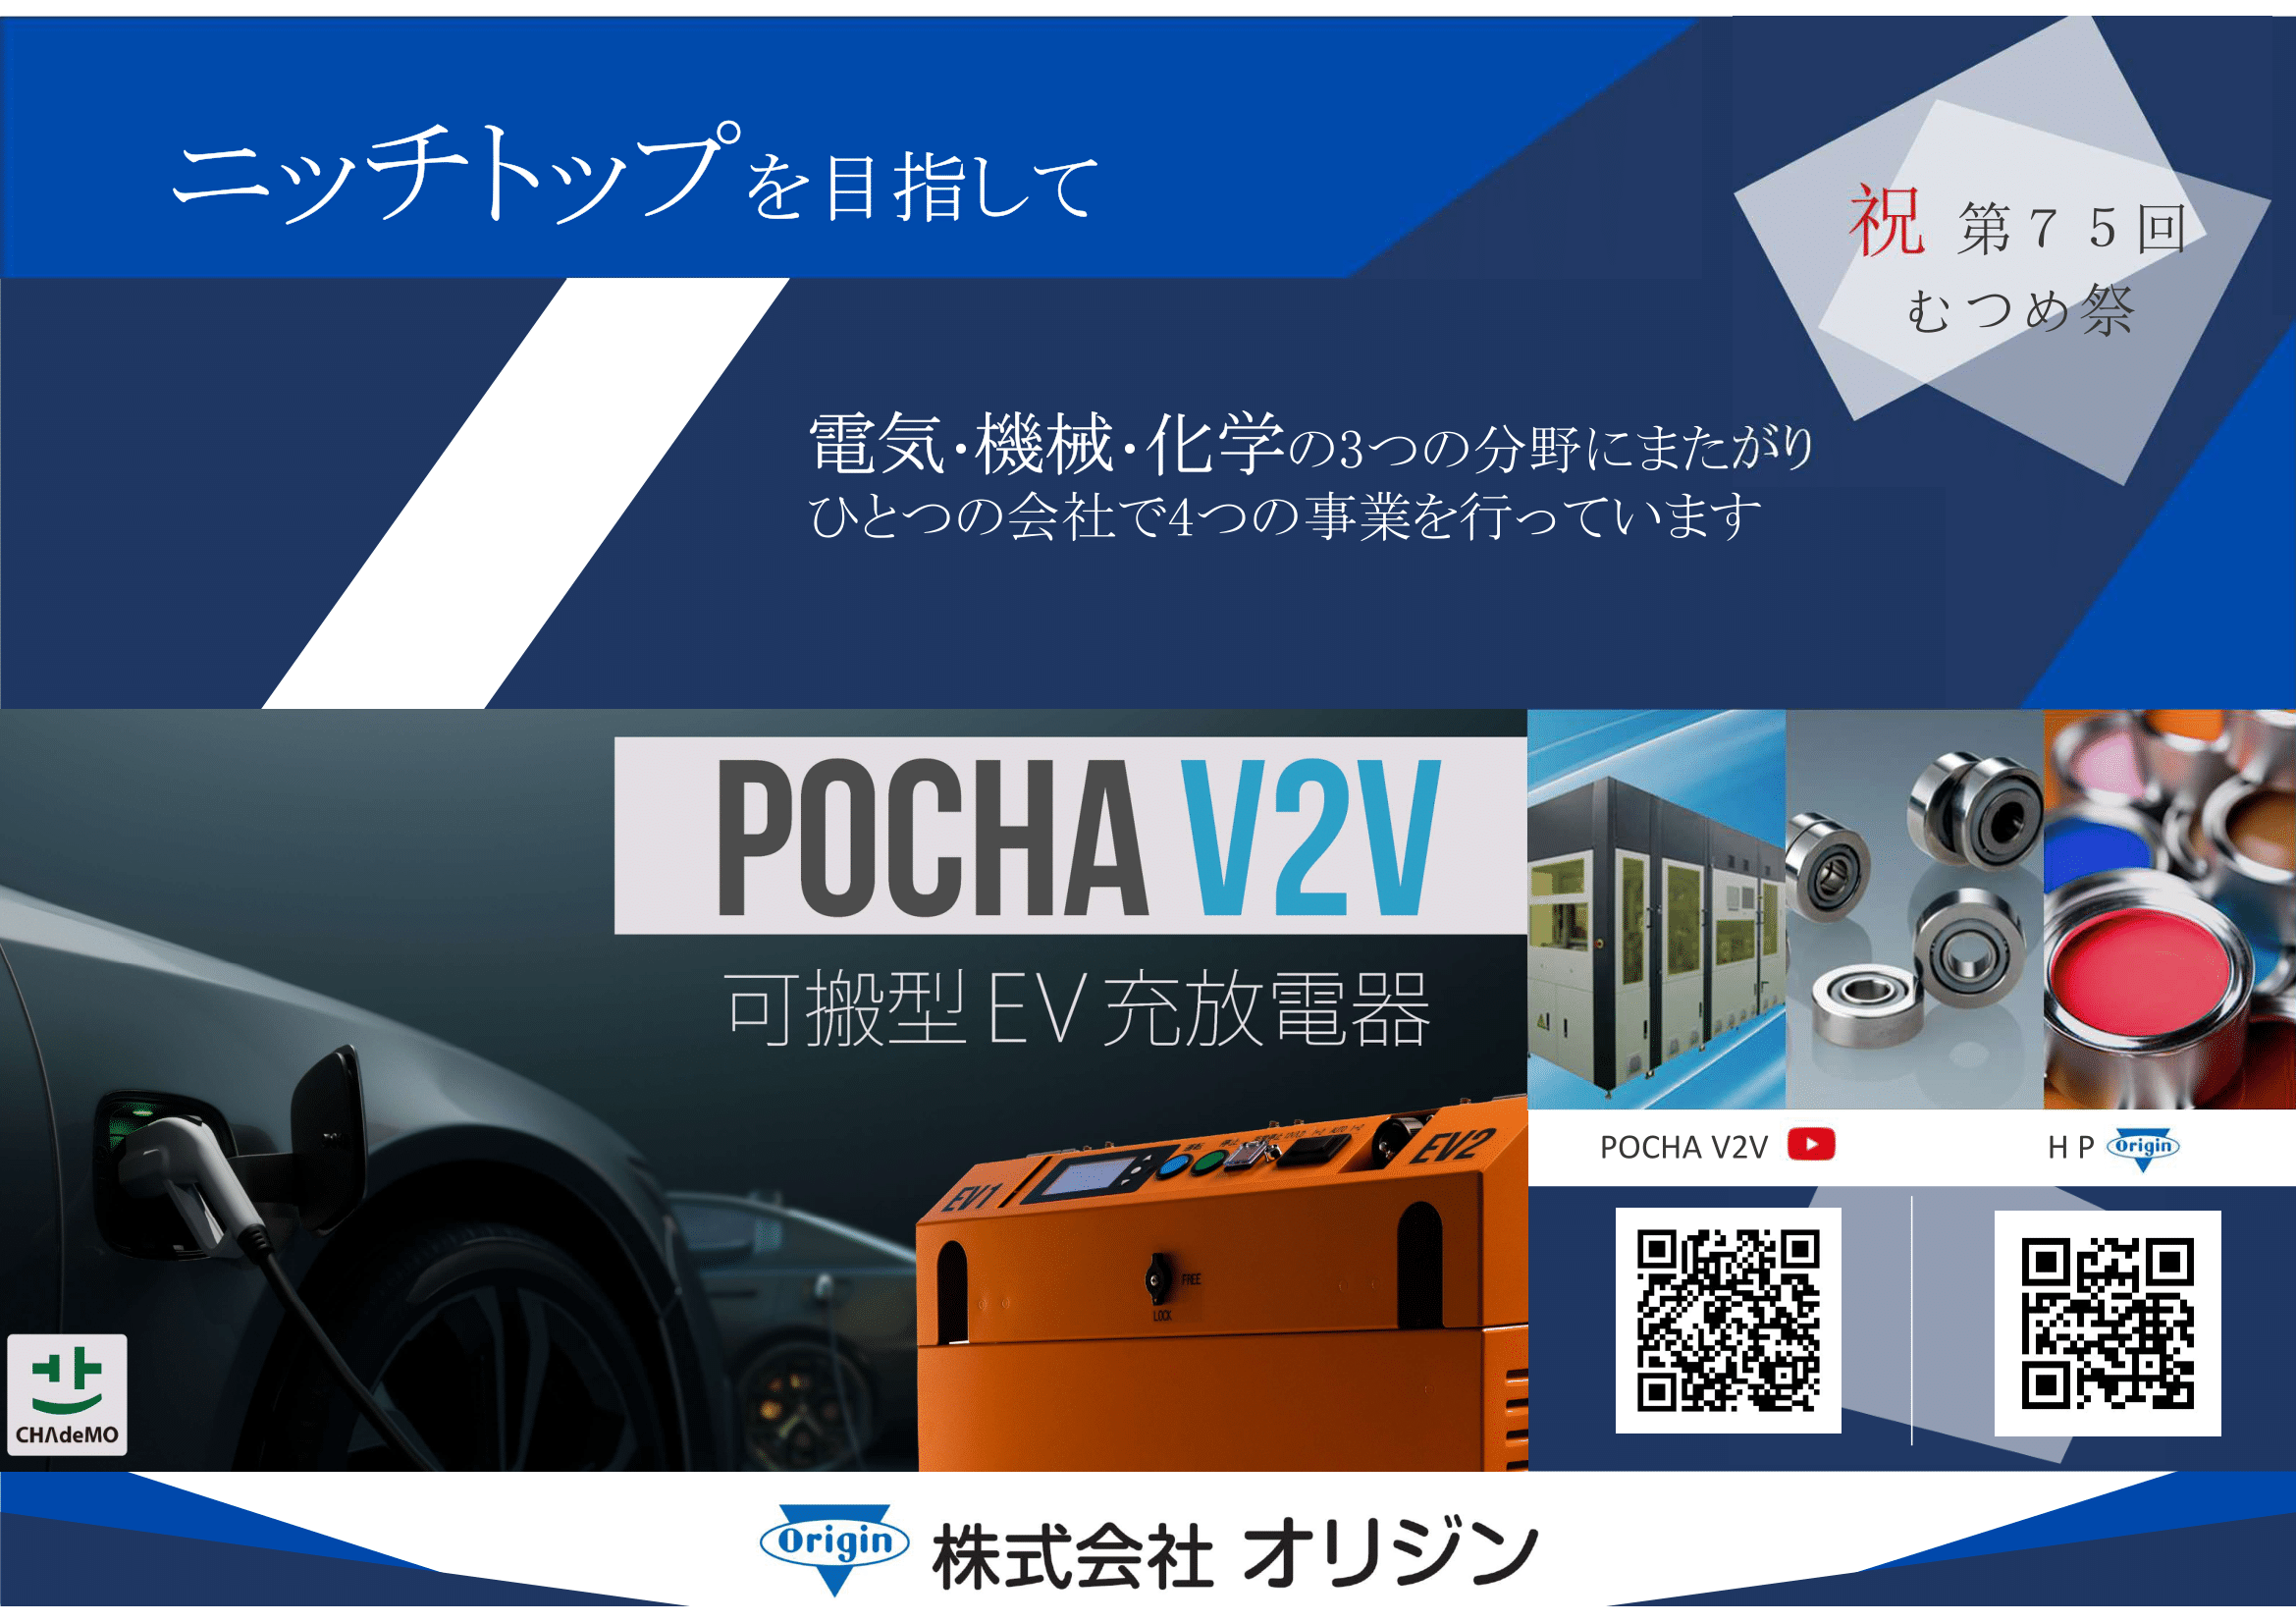 ニッチトップを目指して
祝 第７５回
むつめ祭
電気・機械・化学の3つの分野にまたがり
ひとつの会社で4つの事業を行っています
POCHA V2V
可搬型 EV 充放電器
EV1
EV2
FREE
LOCK
CHAdeMO
POCHA V2V
H P Origin
Origin 株式会社 オリジン